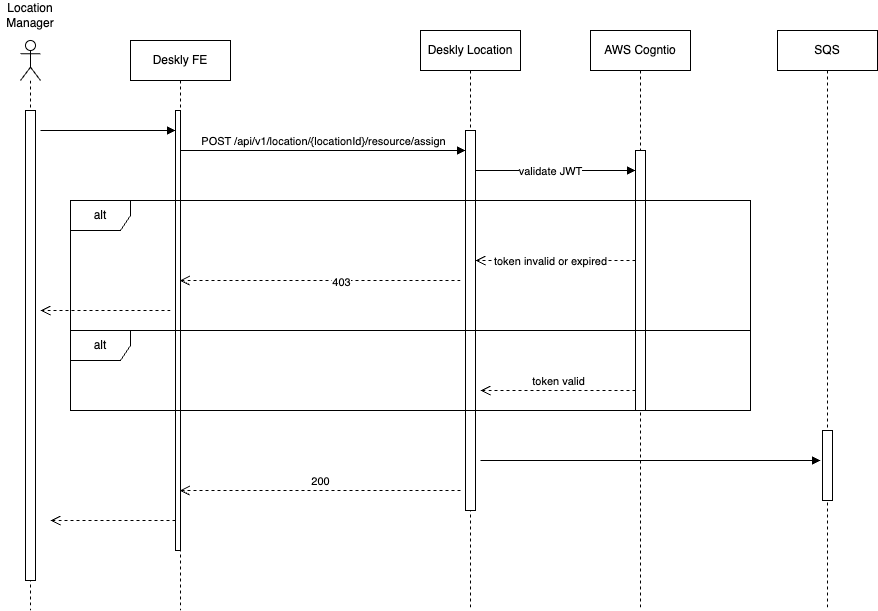 Location
Manager
Deskly FE
Deskly Location
AWS Cogntio
SQS
POST /api/v1/location/{locationId}/resource/assign
validate JWT
alt
token invalid or expired
403
alt
token valid
200